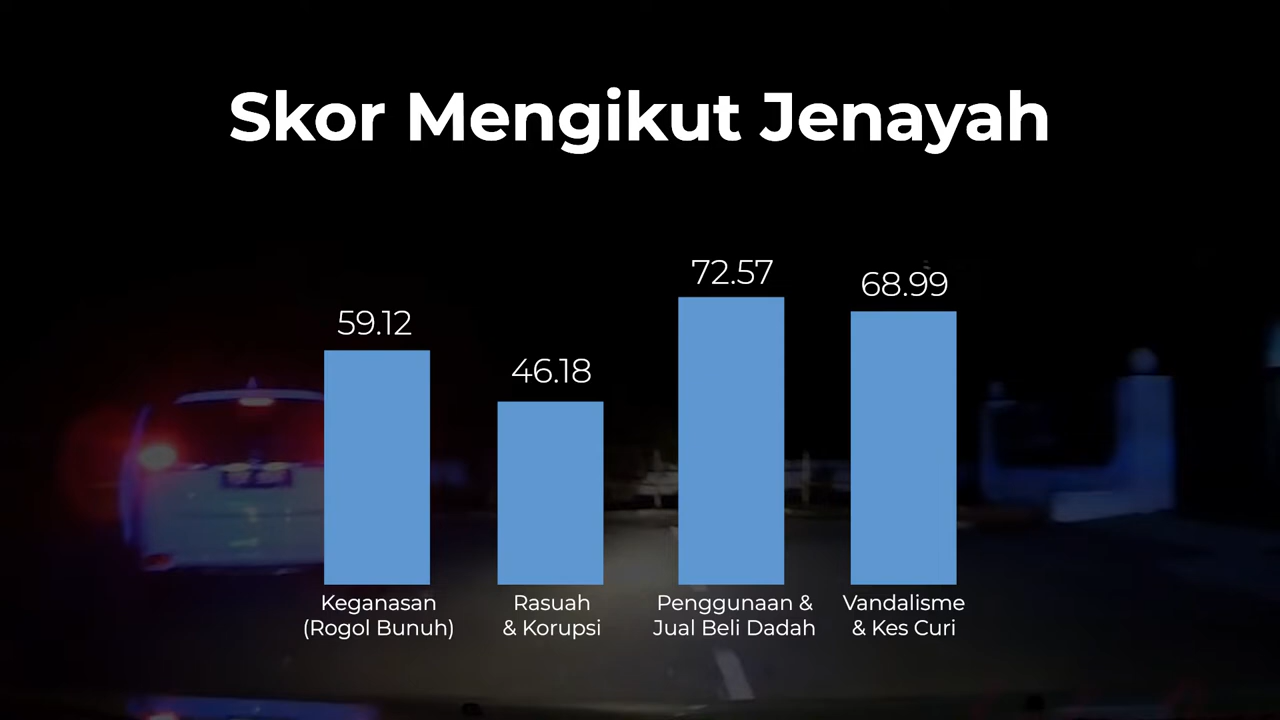 Skor Mengikut Jenayah
59.12
46.18
72.57
68.99
Keganasan
(Rogol Bunuh)
Rasuah
& Korupsi
Penggunaan &
Jual Beli Dadah
Vandalisme
& Kes Curi